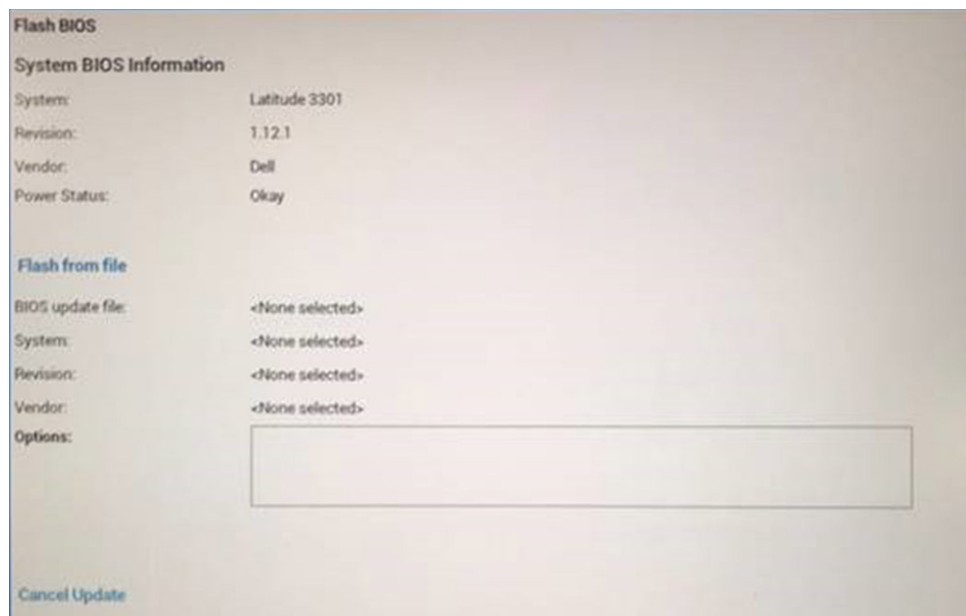 Flash BIOS
System BIOS Information
System: Latitude 3301
Revision: 1.12.1
Vendor: Dell
Power Status: Okay
Flash from file
BIOS update file: <None selected>
System: <None selected>
Revision: <None selected>
Vendor: <None selected>
Options:
Cancel Update